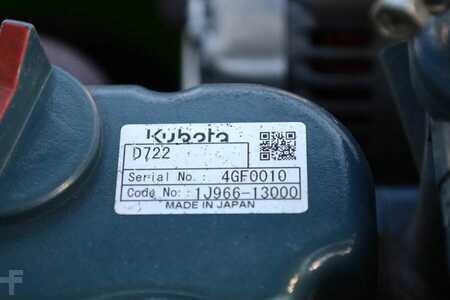 Kubota
D722
Serial No.: 4GF0010
Code No.: 1J966-13000
MADE IN JAPAN